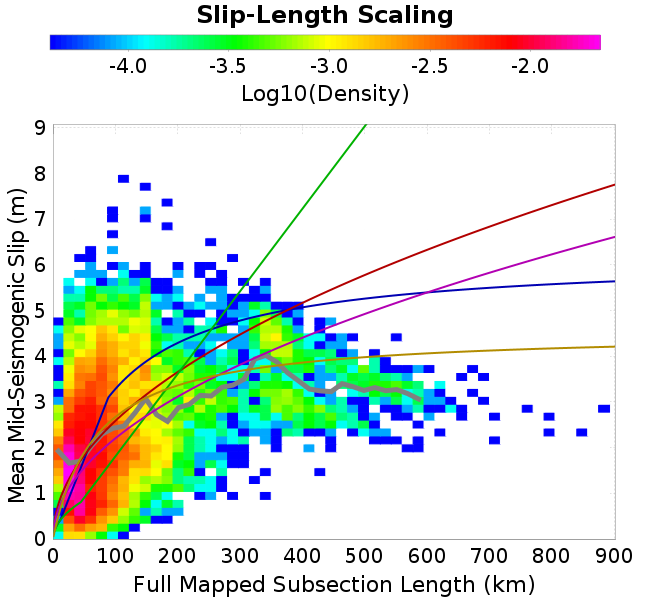 Slip-Length Scaling
-4.0 -3.5 -3.0 -2.5 -2.0
Log10(Density)
9
8
7
6
5
4
3
2
1
0
Mean Mid-Seismogenic Slip (m)
0 100 200 300 400 500 600 700 800 900
Full Mapped Subsection Length (km)